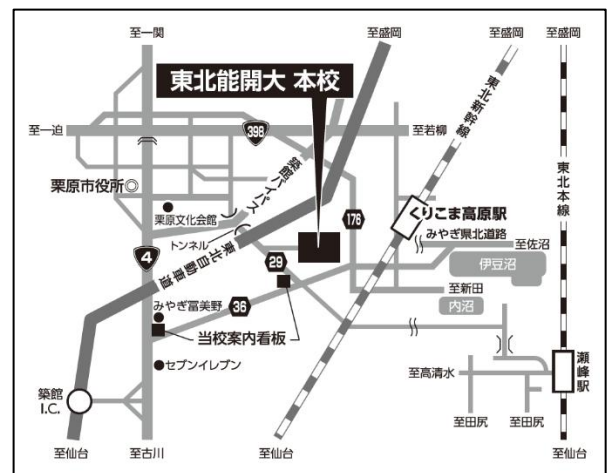 至一関
至盛岡
至盛岡
至盛岡
東北能開大 本校
東北新幹線
至一迫
398
至若柳
築館バイパス
東北本線
栗原市役所◎
栗原文化会館
176
くりこま高原駅
みやぎ県北道路
トンネル
至佐沼
4
東北自動車道
29
伊豆沼
至新田
みやぎ冨美野
36
内沼
当校案内看板
セブンイレブン
至高清水
瀬峰駅
築館
I.C.
至田尻
至田尻
至仙台
至古川
至仙台
至仙台